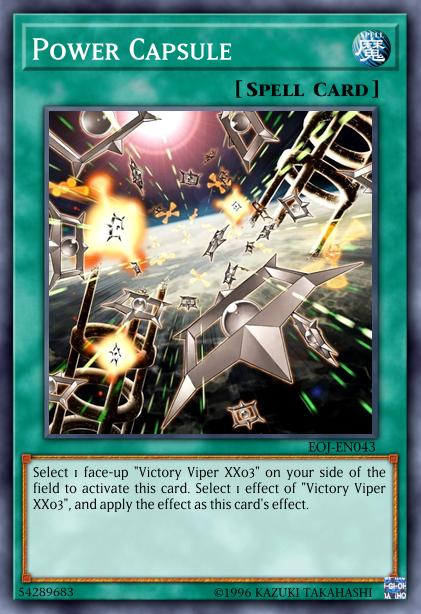 Power Capsule
SPELL
魔
[ Spell Card ]
EOJ-EN043
Select 1 face-up "Victory Viper XX03" on your side of the
field to activate this card. Select 1 effect of "Victory Viper
XX03", and apply the effect as this card's effect.
54289683
©1996 KAZUKI TAKAHASHI